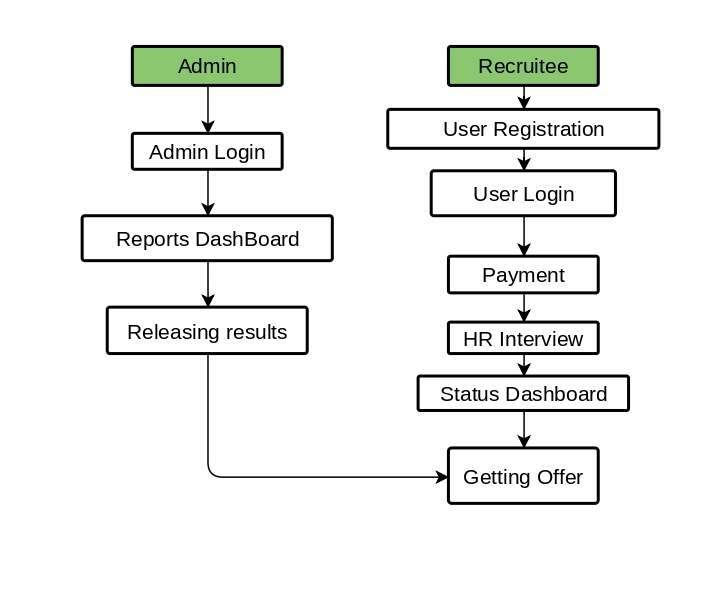 Admin
Admin Login
Reports DashBoard
Releasing results
Recruitee
User Registration
User Login
Payment
HR Interview
Status Dashboard
Getting Offer